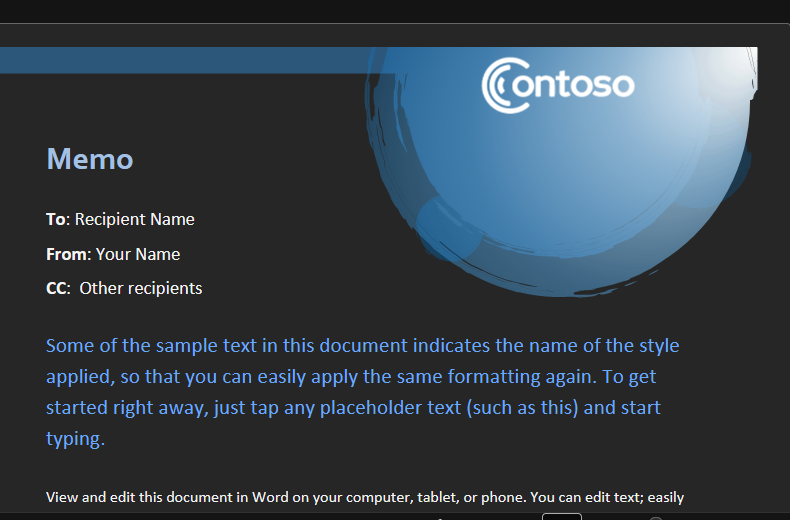 Contoso
Memo
To: Recipient Name
From: Your Name
CC:  Other recipients
Some of the sample text in this document indicates the name of the style
applied, so that you can easily apply the same formatting again. To get
started right away, just tap any placeholder text (such as this) and start
typing.
View and edit this document in Word on your computer, tablet, or phone. You can edit text; easily